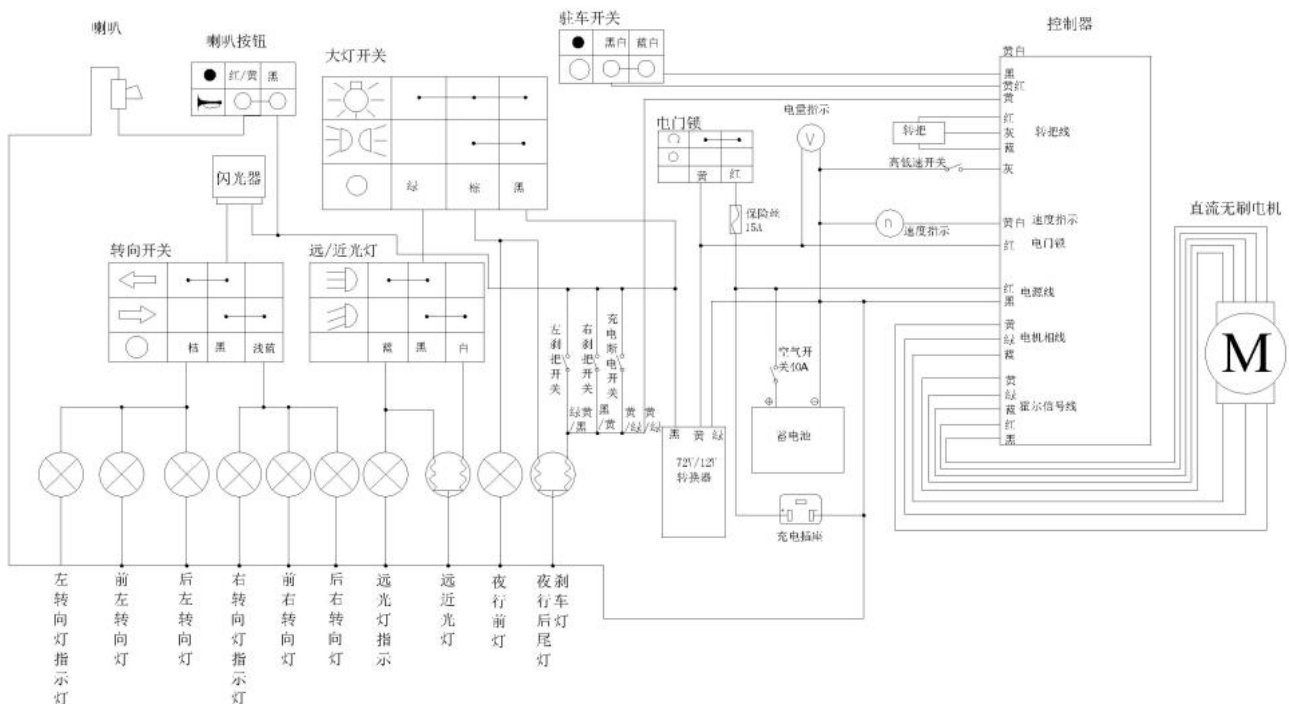 喇叭
喇叭按钮
红/黄 黑
大灯开关
绿 棕 黑
驻车开关
黑白 蓝白
控制器
黄白
黑
黄红
黄
红
灰
蓝
转把
转把线
高低速开关
灰
电量指示
V
电门锁
黄 红
保险丝
15A
n
速度指示
黄白 速度指示
红 电门锁
红 电源线
黑
黄
绿 电机相线
蓝
黄
绿
蓝 霍尔信号线
红
黑
直流无刷电机
M
闪光器
转向开关
桔 黑 浅蓝
远/近光灯
蓝 黑 白
左刹把开关
右刹把开关
充电断电开关
绿黄/黑
黑/黄
黄/绿
黄/绿
黑 黄 绿
72V/12V
转换器
空气开
关40A
⊕ ⊖
蓄电池
充电插座
左转向灯指示灯
前左转向灯
后左转向灯
右转向灯指示灯
前右转向灯
后右转向灯
远光灯指示
远近光灯
夜行前灯
夜行后尾灯
刹车灯